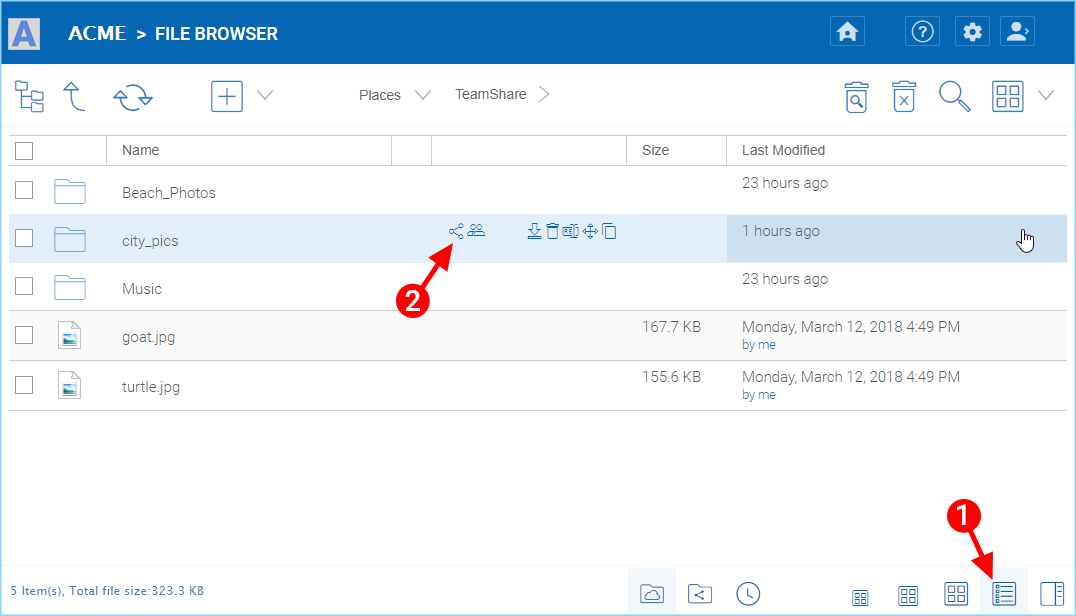 A ACME > FILE BROWSER ?
Places TeamShare
Name Size Last Modified
Beach_Photos 23 hours ago
city_pics 1 hours ago
2
Music 23 hours ago
goat.jpg 167.7 KB Monday, March 12, 2018 4:49 PM
by me
turtle.jpg 155.6 KB Monday, March 12, 2018 4:49 PM
by me
1
5 Item(s), Total file size:323.3 KB